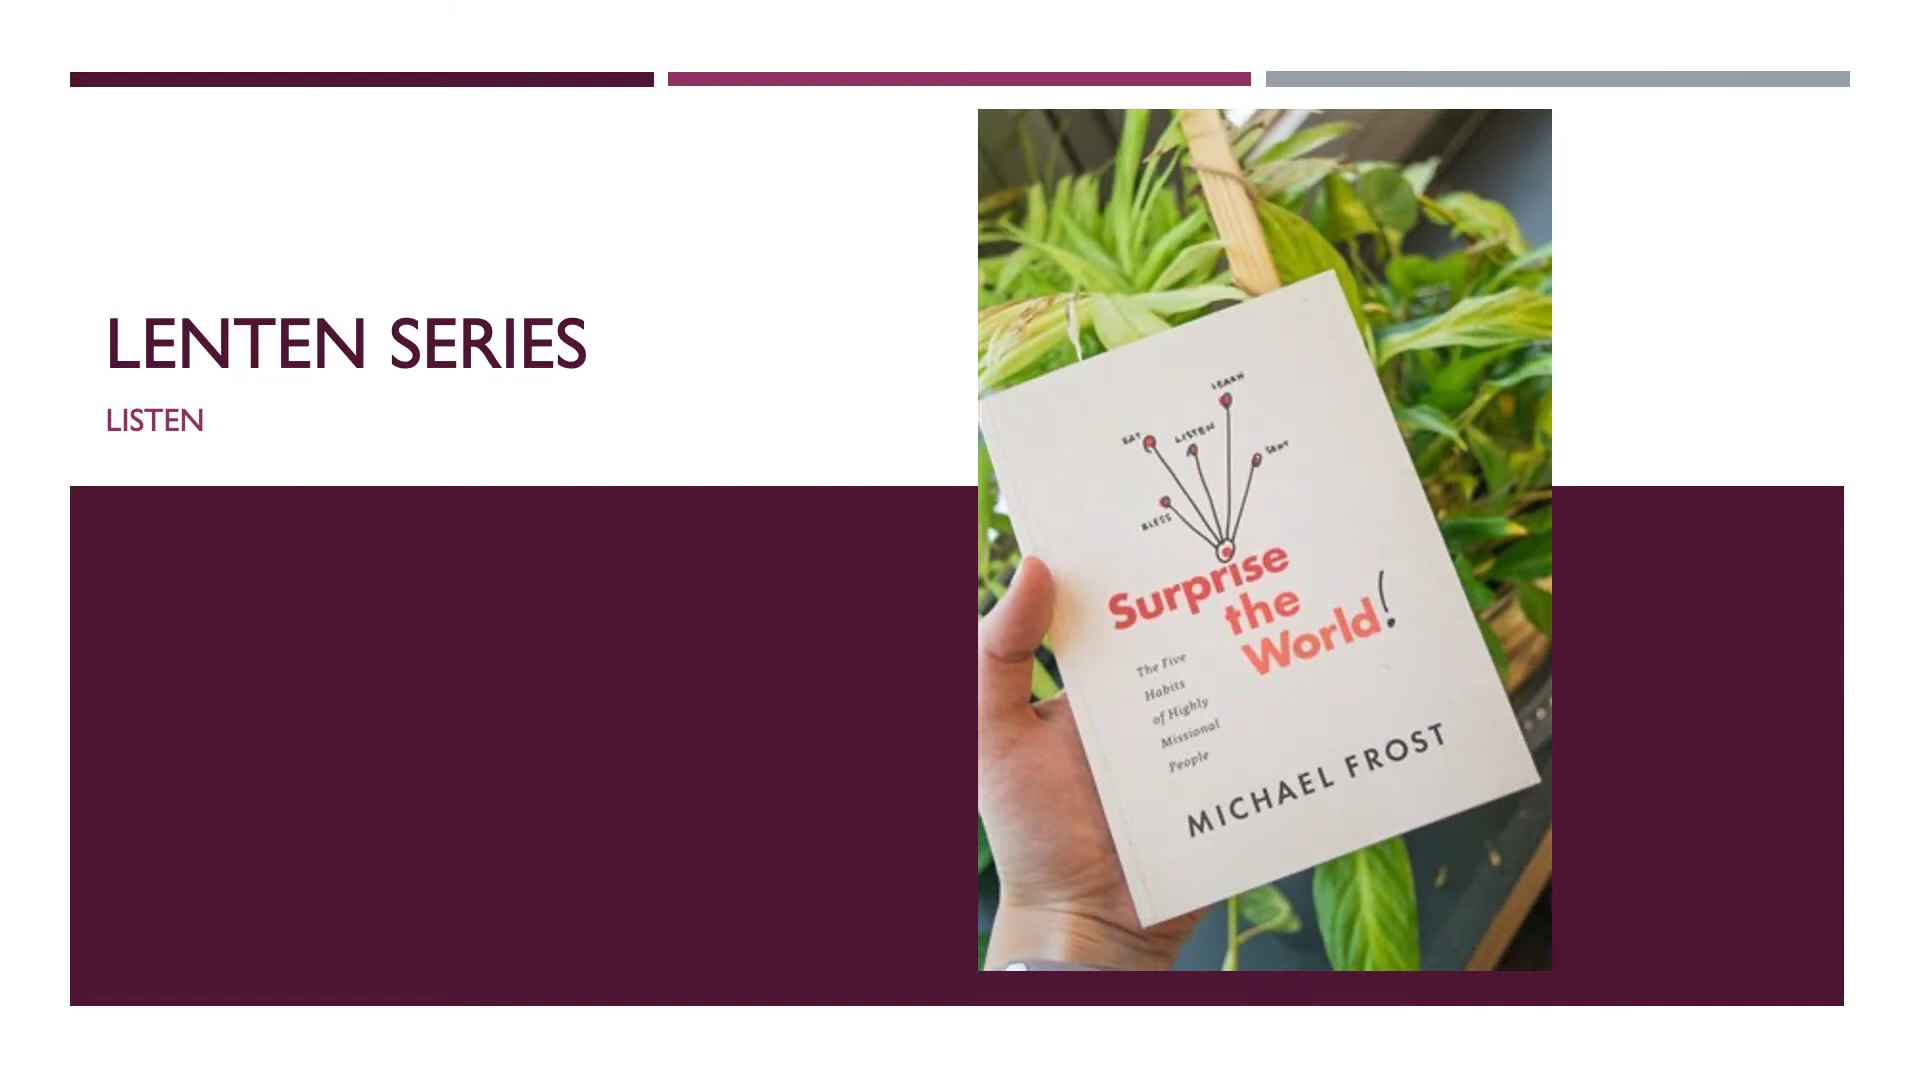 LENTEN SERIES
LISTEN
LEARN
EAT
LISTEN
SENT
BLESS
Surprise
the
World!
The Five
Habits
of Highly
Missional
People
MICHAEL FROST